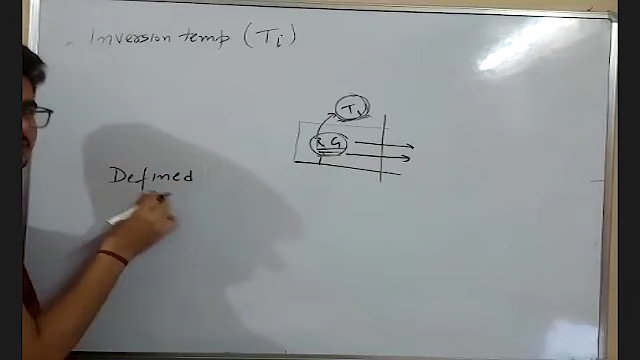 Inversion temp (Ti)
Ti
RG
Defined